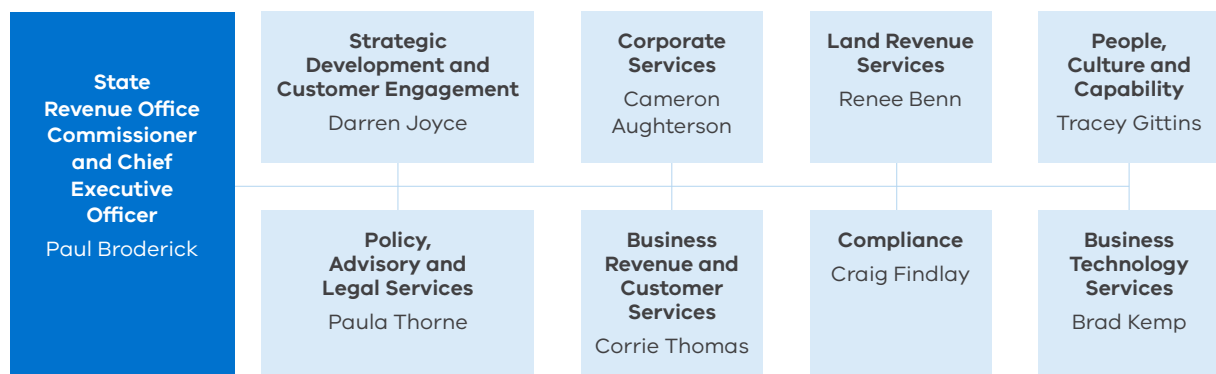 State
Revenue Office
Commissioner
and Chief
Executive
Officer
Paul Broderick
Strategic
Development and
Customer Engagement
Darren Joyce
Corporate
Services
Cameron
Aughterson
Land Revenue
Services
Renee Benn
People,
Culture and
Capability
Tracey Gittins
Policy,
Advisory and
Legal Services
Paula Thorne
Business
Revenue and
Customer
Services
Corrie Thomas
Compliance
Craig Findlay
Business
Technology
Services
Brad Kemp